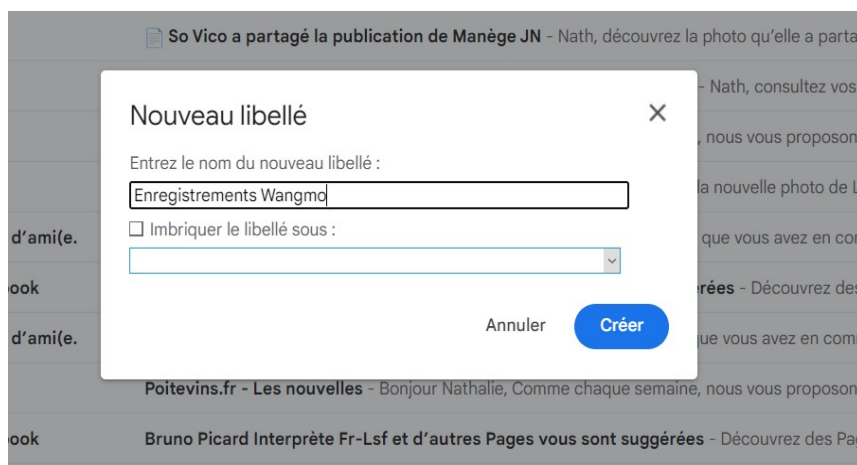 So Vico a partagé la publication de Manège JN - Nath, découvrez la photo qu'elle a parta
- Nath, consultez vos
Nouveau libellé
, nous vous proposon
Entrez le nom du nouveau libellé :
Enregistrements Wangmo
la nouvelle photo de L
Imbriquer le libellé sous :
d'ami(e.
que vous avez en co
ook
rées - Découvrez de
Annuler
Créer
d'ami(e.
que vous avez en com
Poitevins.fr - Les nouvelles - Bonjour Nathalie, Comme chaque semaine, nous vous proposon
ook
Bruno Picard Interprète Fr-Lsf et d'autres Pages vous sont suggérées - Découvrez des Pa